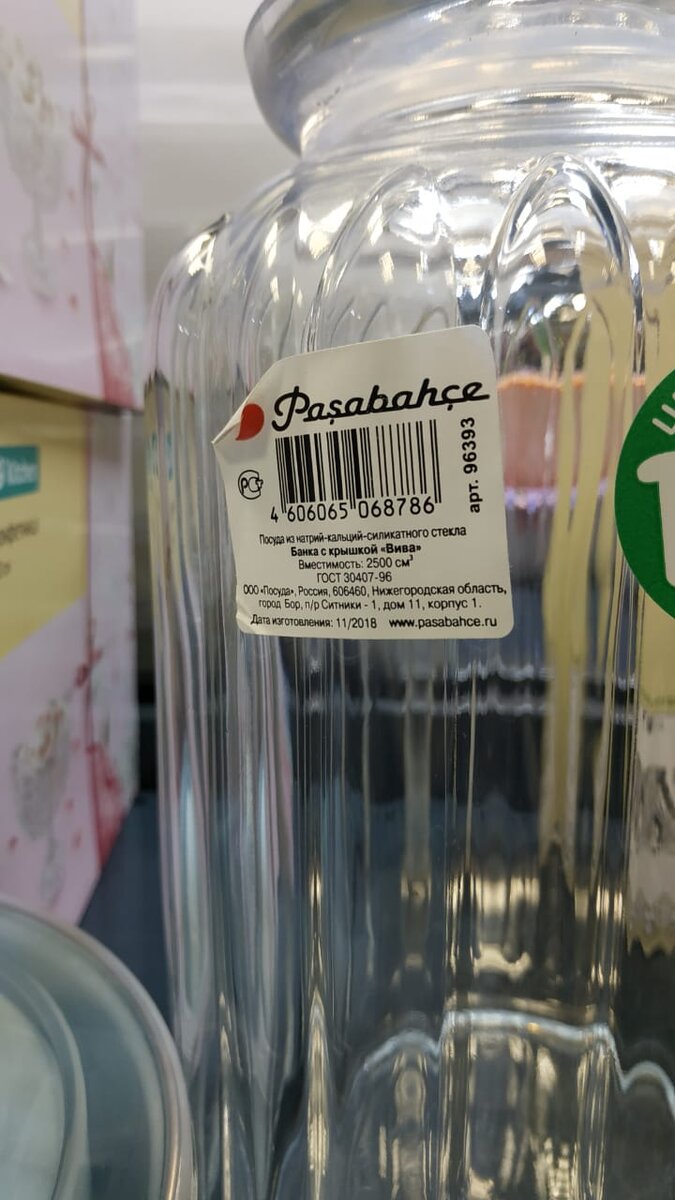 Paşabahçe
арт. 96393
4 606065 068786
Посуда из натрий-кальций-силикатного стекла
Банка с крышкой «Вива»
Вместимость: 2500 см³
ГОСТ 30407-96
ООО «Посуда», Россия, 606460, Нижегородская область,
город Бор, п/р Ситники - 1, дом 11, корпус 1.
Дата изготовления: 11/2018 www.pasabahce.ru